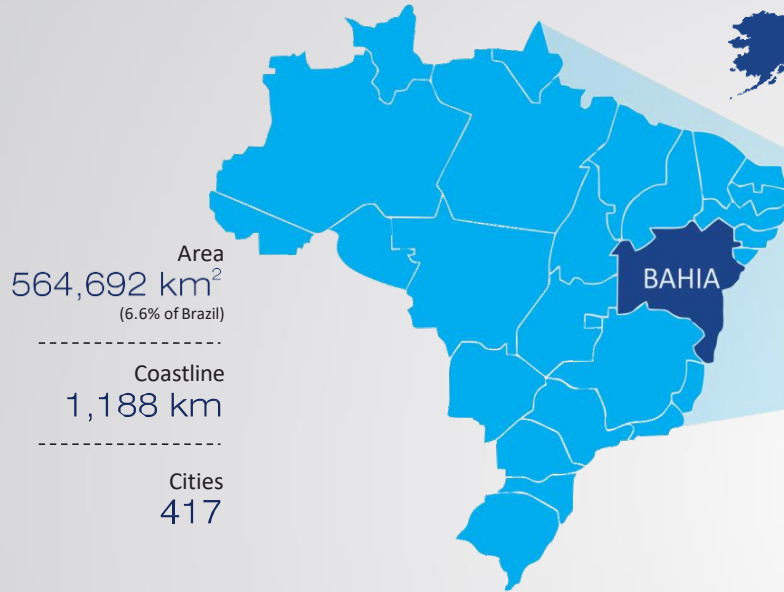 Area
564,692 km²
(6.6% of Brazil)
Coastline
1,188 km
Cities
417
BAHIA